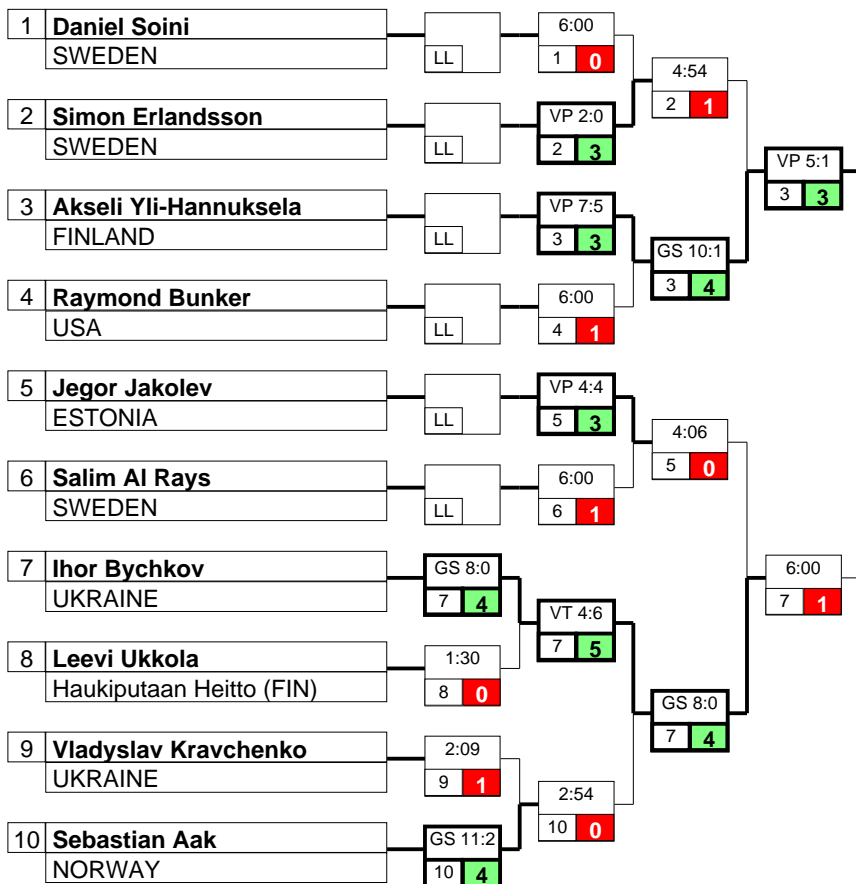 1 Daniel Soini
SWEDEN
LL
6:00
1 0
4:54
2 1
2 Simon Erlandsson
SWEDEN
LL
VP 2:0
2 3
VP 5:1
3 3
3 Akseli Yli-Hannuksela
FINLAND
LL
VP 7:5
3 3
GS 10:1
3 4
4 Raymond Bunker
USA
LL
6:00
4 1
5 Jegor Jakolev
ESTONIA
LL
VP 4:4
5 3
4:06
5 0
6 Salim Al Rays
SWEDEN
LL
6:00
6 1
7 Ihor Bychkov
UKRAINE
GS 8:0
7 4
6:00
7 1
VT 4:6
7 5
8 Leevi Ukkola
Haukiputaan Heitto (FIN)
1:30
8 0
GS 8:0
7 4
9 Vladyslav Kravchenko
UKRAINE
2:09
9 1
2:54
10 0
10 Sebastian Aak
NORWAY
GS 11:2
10 4